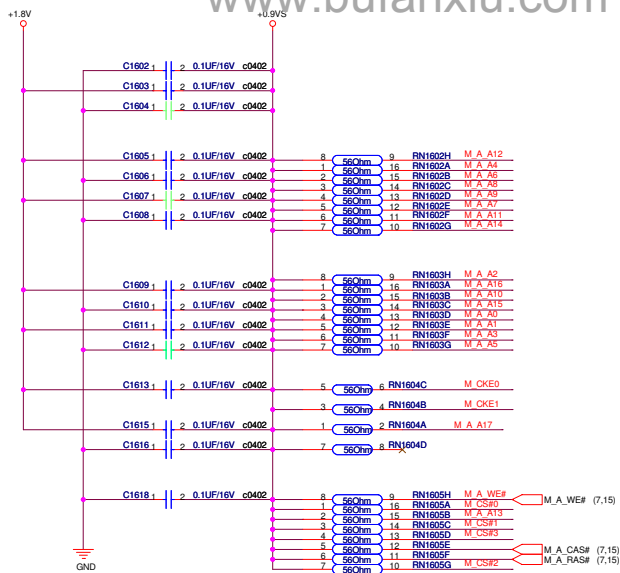 www.bufanxiu.com
+1.8V +0.9VS
C1602 1 2 0.1UF/16V c0402
C1603 1 2 0.1UF/16V c0402
C1604 1 2 0.1UF/16V c0402
C1605 1 2 0.1UF/16V c0402 8 56Ohm 9 RN1602H M_A_A12
1 56Ohm 16 RN1602A M_A_A4
C1606 1 2 0.1UF/16V c0402 2 56Ohm 15 RN1602B M_A_A6
3 56Ohm 14 RN1602C M_A_A8
C1607 1 2 0.1UF/16V c0402 4 56Ohm 13 RN1602D M_A_A9
5 56Ohm 12 RN1602E M_A_A7
C1608 1 2 0.1UF/16V c0402 6 56Ohm 11 RN1602F M_A_A11
7 56Ohm 10 RN1602G M_A_A14
8 56Ohm 9 RN1603H M_A_A2
C1609 1 2 0.1UF/16V c0402 1 56Ohm 16 RN1603A M_A_A16
2 56Ohm 15 RN1603B M_A_A10
C1610 1 2 0.1UF/16V c0402 3 56Ohm 14 RN1603C M_A_A15
4 56Ohm 13 RN1603D M_A_A0
C1611 1 2 0.1UF/16V c0402 5 56Ohm 12 RN1603E M_A_A1
6 56Ohm 11 RN1603F M_A_A3
C1612 1 2 0.1UF/16V c0402 7 56Ohm 10 RN1603G M_A_A5
C1613 1 2 0.1UF/16V c0402 5 56Ohm 6 RN1604C M_CKE0
3 56Ohm 4 RN1604B M_CKE1
C1615 1 2 0.1UF/16V c0402 1 56Ohm 2 RN1604A M_A_A17
C1616 1 2 0.1UF/16V c0402 7 56Ohm 8 RN1604D
C1618 1 2 0.1UF/16V c0402 8 56Ohm 9 RN1605H M_A_WE# M_A_WE# (7,15)
1 56Ohm 16 RN1605A M_CS#0
2 56Ohm 15 RN1605B M_A_A13
3 56Ohm 14 RN1605C M_CS#1
4 56Ohm 13 RN1605D M_CS#3
5 56Ohm 12 RN1605E M_A_CAS# (7,15)
6 56Ohm 11 RN1605F M_A_RAS# (7,15)
7 56Ohm 10 RN1605G M_CS#2
GND